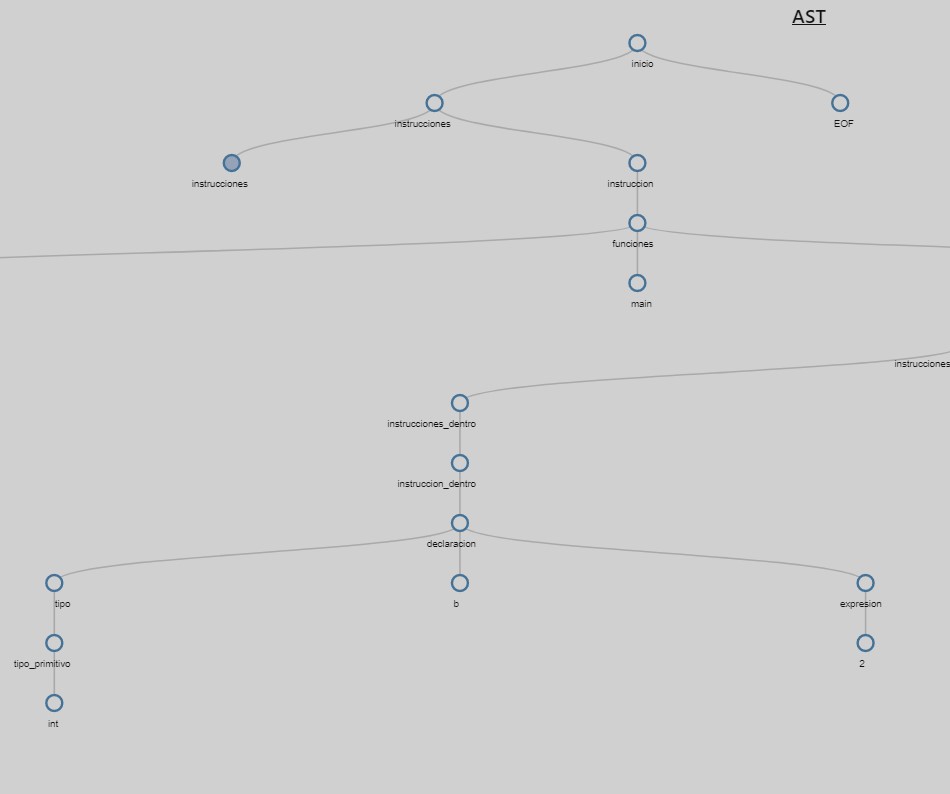 AST
inicio
instrucciones
EOF
instrucciones
instruccion
funciones
main
instrucciones
instrucciones_dentro
instruccion_dentro
declaracion
tipo
b
expresion
tipo_primitivo
2
int